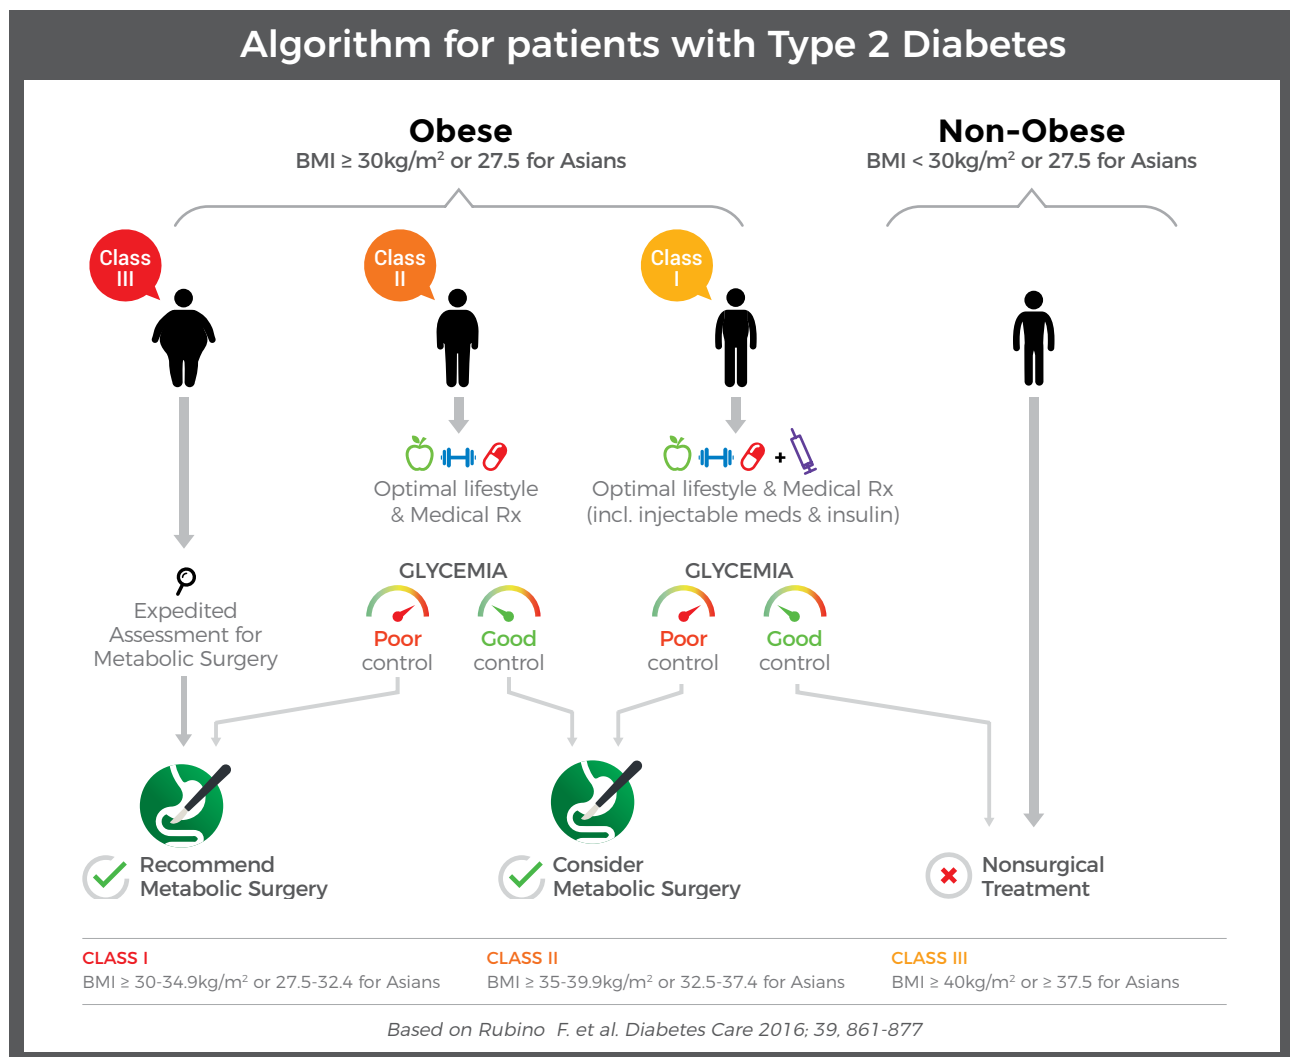 Algorithm for patients with Type 2 Diabetes
Obese
BMI ≥ 30kg/m² or 27.5 for Asians
Non-Obese
BMI < 30kg/m² or 27.5 for Asians
Class
III
Class
II
Class
I
Optimal lifestyle
& Medical Rx
Optimal lifestyle & Medical Rx
(incl. injectable meds & insulin)
Expedited
Assessment for
Metabolic Surgery
GLYCEMIA
Poor
control
Good
control
GLYCEMIA
Poor
control
Good
control
Recommend
Metabolic Surgery
Consider
Metabolic Surgery
Nonsurgical
Treatment
CLASS I
BMI ≥ 30-34.9kg/m² or 27.5-32.4 for Asians
CLASS II
BMI ≥ 35-39.9kg/m² or 32.5-37.4 for Asians
CLASS III
BMI ≥ 40kg/m² or ≥ 37.5 for Asians
Based on Rubino F. et al. Diabetes Care 2016; 39, 861-877